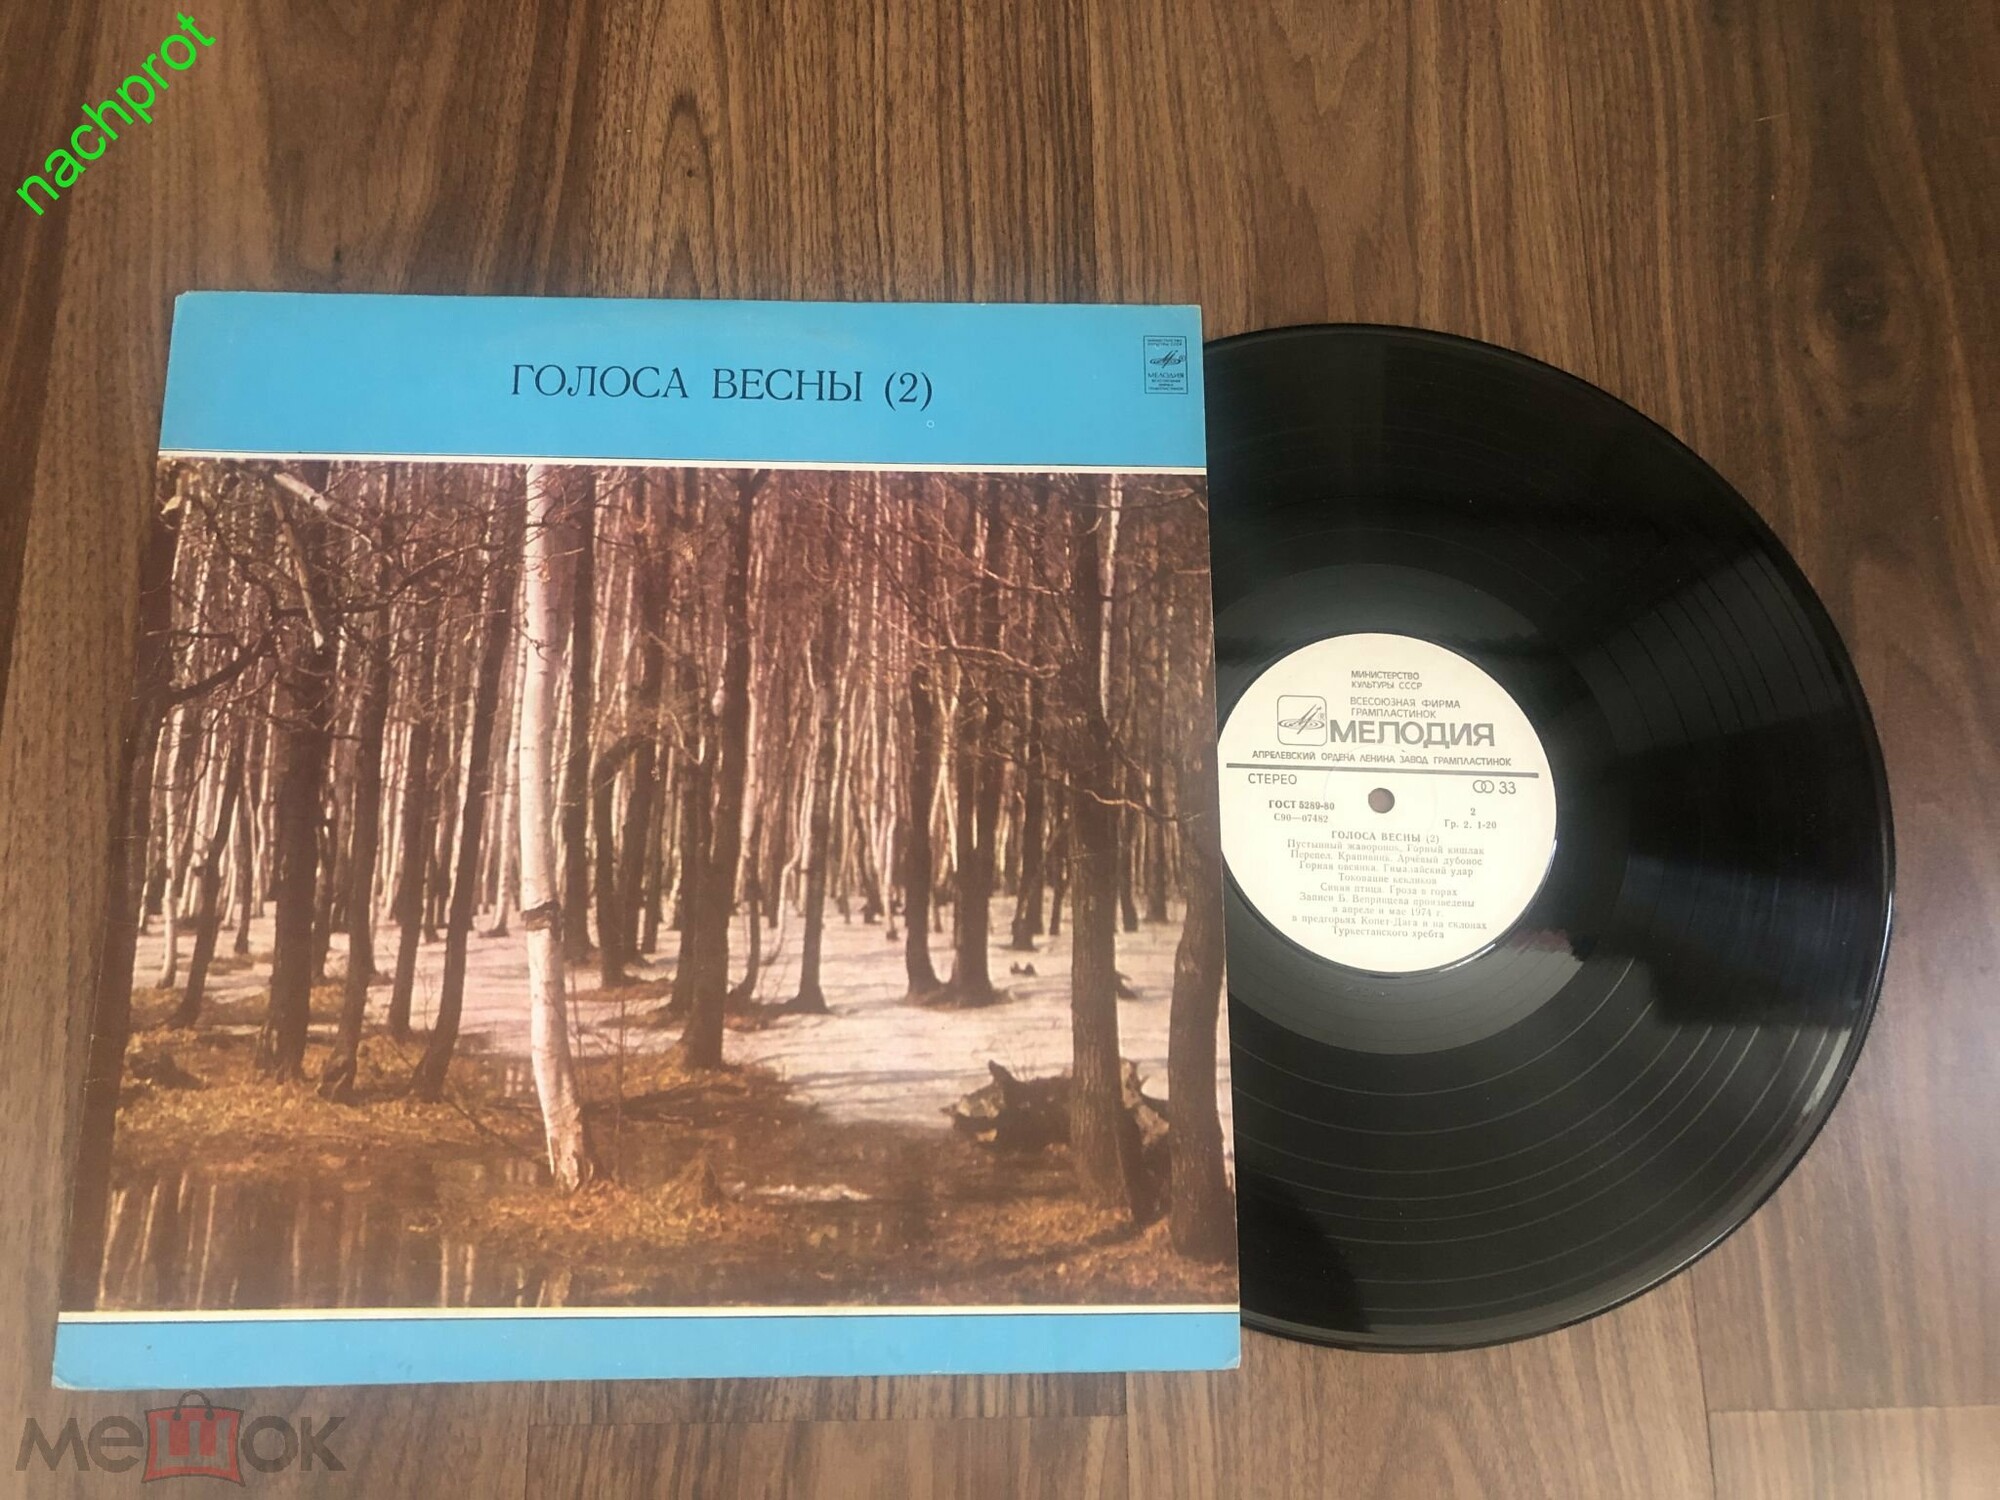 nachprot
ГОЛОСА ВЕСНЫ (2)
МЕЛОДИЯ
МИНИСТЕРСТВО
КУЛЬТУРЫ СССР
ВСЕСОЮЗНАЯ ФИРМА
ГРАМПЛАСТИНОК
МЕЛОДИЯ
АПРЕЛЕВСКИЙ ОРДЕНА ЛЕНИНА ЗАВОД ГРАМПЛАСТИНОК
СТЕРЕО 33
ГОСТ 5289-80
С90—07482
2
Гр. 2. 1-20
ГОЛОСА ВЕСНЫ (2)
Пустынный жаворонок. Горный кишлак
Перепел. Крапивник. Арчевый дубонос
Горная овсянка. Гималайский удар
Токование кекликов
Синяя птица. Гроза в горах
Записи Б. Вепринцева произведены
в апреле и мае 1974 г.
в предгорьях Копет-Дага и на склонах
Туркестанского хребта
мешок